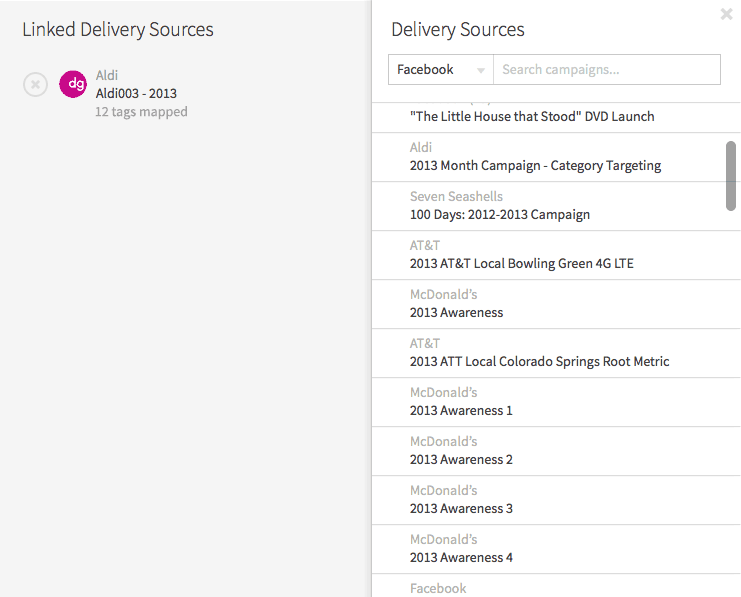 Linked Delivery Sources
dg
Aldi
Aldi003 - 2013
12 tags mapped
Delivery Sources
Facebook
Search campaigns...
"The Little House that Stood" DVD Launch
Aldi
2013 Month Campaign - Category Targeting
Seven Seashells
100 Days: 2012-2013 Campaign
AT&T
2013 AT&T Local Bowling Green 4G LTE
McDonald’s
2013 Awareness
AT&T
2013 ATT Local Colorado Springs Root Metric
McDonald’s
2013 Awareness 1
McDonald’s
2013 Awareness 2
McDonald’s
2013 Awareness 3
McDonald’s
2013 Awareness 4
Facebook